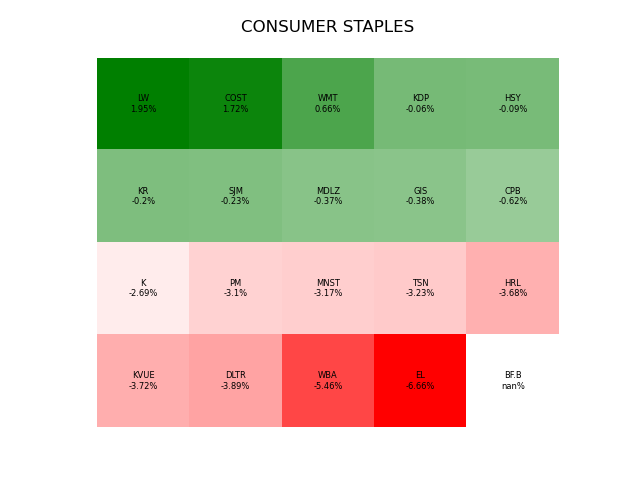 CONSUMER STAPLES
LW
1.95%
COST
1.72%
WMT
0.66%
KDP
-0.06%
HSY
-0.09%
KR
-0.2%
SJM
-0.23%
MDLZ
-0.37%
GIS
-0.38%
CPB
-0.62%
K
-2.69%
PM
-3.1%
MNST
-3.17%
TSN
-3.23%
HRL
-3.68%
KVUE
-3.72%
DLTR
-3.89%
WBA
-5.46%
EL
-6.66%
BF.B
nan%